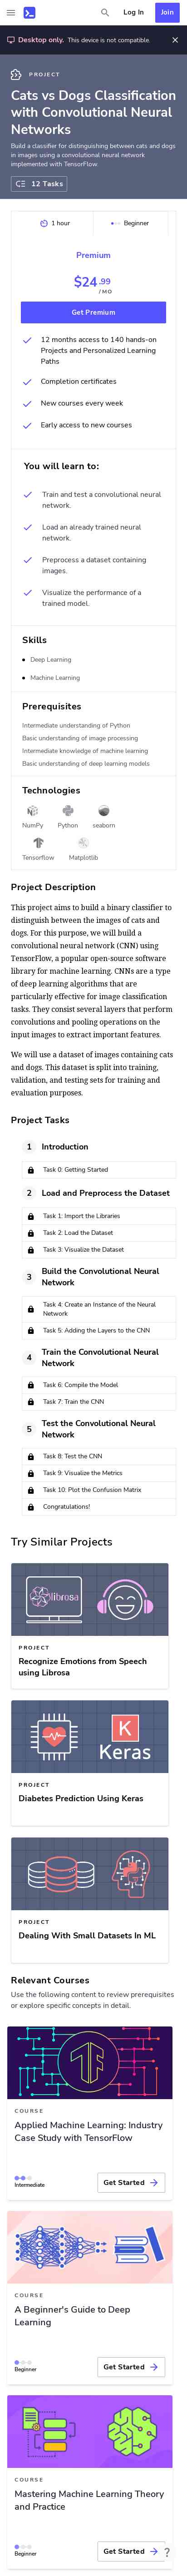 Log In
Join
Desktop only. This device is not compatible.
PROJECT
Cats vs Dogs Classification
with Convolutional Neural
Networks
Build a classifier for distinguishing between cats and dogs
in images using a convolutional neural network
implemented with TensorFlow.
12 Tasks
1 hour
Beginner
Premium
$24.99
/ MO
Get Premium
12 months access to 140 hands-on
Projects and Personalized Learning
Paths
Completion certificates
New courses every week
Early access to new courses
You will learn to:
Train and test a convolutional neural
network.
Load an already trained neural
network.
Preprocess a dataset containing
images.
Visualize the performance of a
trained model.
Skills
Deep Learning
Machine Learning
Prerequisites
Intermediate understanding of Python
Basic understanding of image processing
Intermediate knowledge of machine learning
Basic understanding of deep learning models
Technologies
NumPy
Python
seaborn
Tensorflow
Matplotlib
Project Description
This project aims to build a binary classifier to
distinguish between the images of cats and
dogs. For this purpose, we will build a
convolutional neural network (CNN) using
TensorFlow, a popular open-source software
library for machine learning. CNNs are a type
of deep learning algorithms that are
particularly effective for image classification
tasks. They consist several layers that perform
convolutions and pooling operations on the
input images to extract important features.
We will use a dataset of images containing cats
and dogs. This dataset is split into training,
validation, and testing sets for training and
evaluation purposes.
Project Tasks
1
Introduction
Task 0: Getting Started
2
Load and Preprocess the Dataset
Task 1: Import the Libraries
Task 2: Load the Dataset
Task 3: Visualize the Dataset
3
Build the Convolutional Neural
Network
Task 4: Create an Instance of the Neural
Network
Task 5: Adding the Layers to the CNN
4
Train the Convolutional Neural
Network
Task 6: Compile the Model
Task 7: Train the CNN
5
Test the Convolutional Neural
Network
Task 8: Test the CNN
Task 9: Visualize the Metrics
Task 10: Plot the Confusion Matrix
Congratulations!
Try Similar Projects
librosa
PROJECT
Recognize Emotions from Speech
using Librosa
K
Keras
PROJECT
Diabetes Prediction Using Keras
PROJECT
Dealing With Small Datasets In ML
Relevant Courses
Use the following content to review prerequisites
or explore specific concepts in detail.
COURSE
Applied Machine Learning: Industry
Case Study with TensorFlow
Intermediate
Get Started
COURSE
A Beginner's Guide to Deep
Learning
Beginner
Get Started
COURSE
Mastering Machine Learning Theory
and Practice
Beginner
Get Started
?